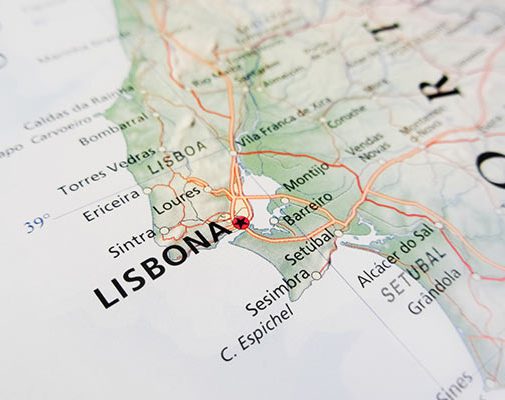 Caldas da Rainha
apo Carvoeiro
Bombarral
Torres Vedras
LISBOA
Vila Franca de Xira
Coruche
Vendas
Novas
Ericeira
Loures
Montijo
Barreiro
39°
Sintra
LISBONA
Setúbal
Sesimbra
C. Espichel
Alcácer do Sal
SETÚBAL
Grândola
Sines
R
T
O